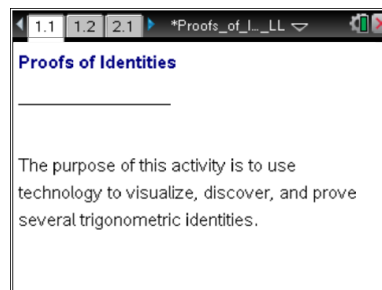 1.1 1.2 2.1 *Proofs_of_I..._LL
Proofs of Identities
The purpose of this activity is to use
technology to visualize, discover, and prove
several trigonometric identities.